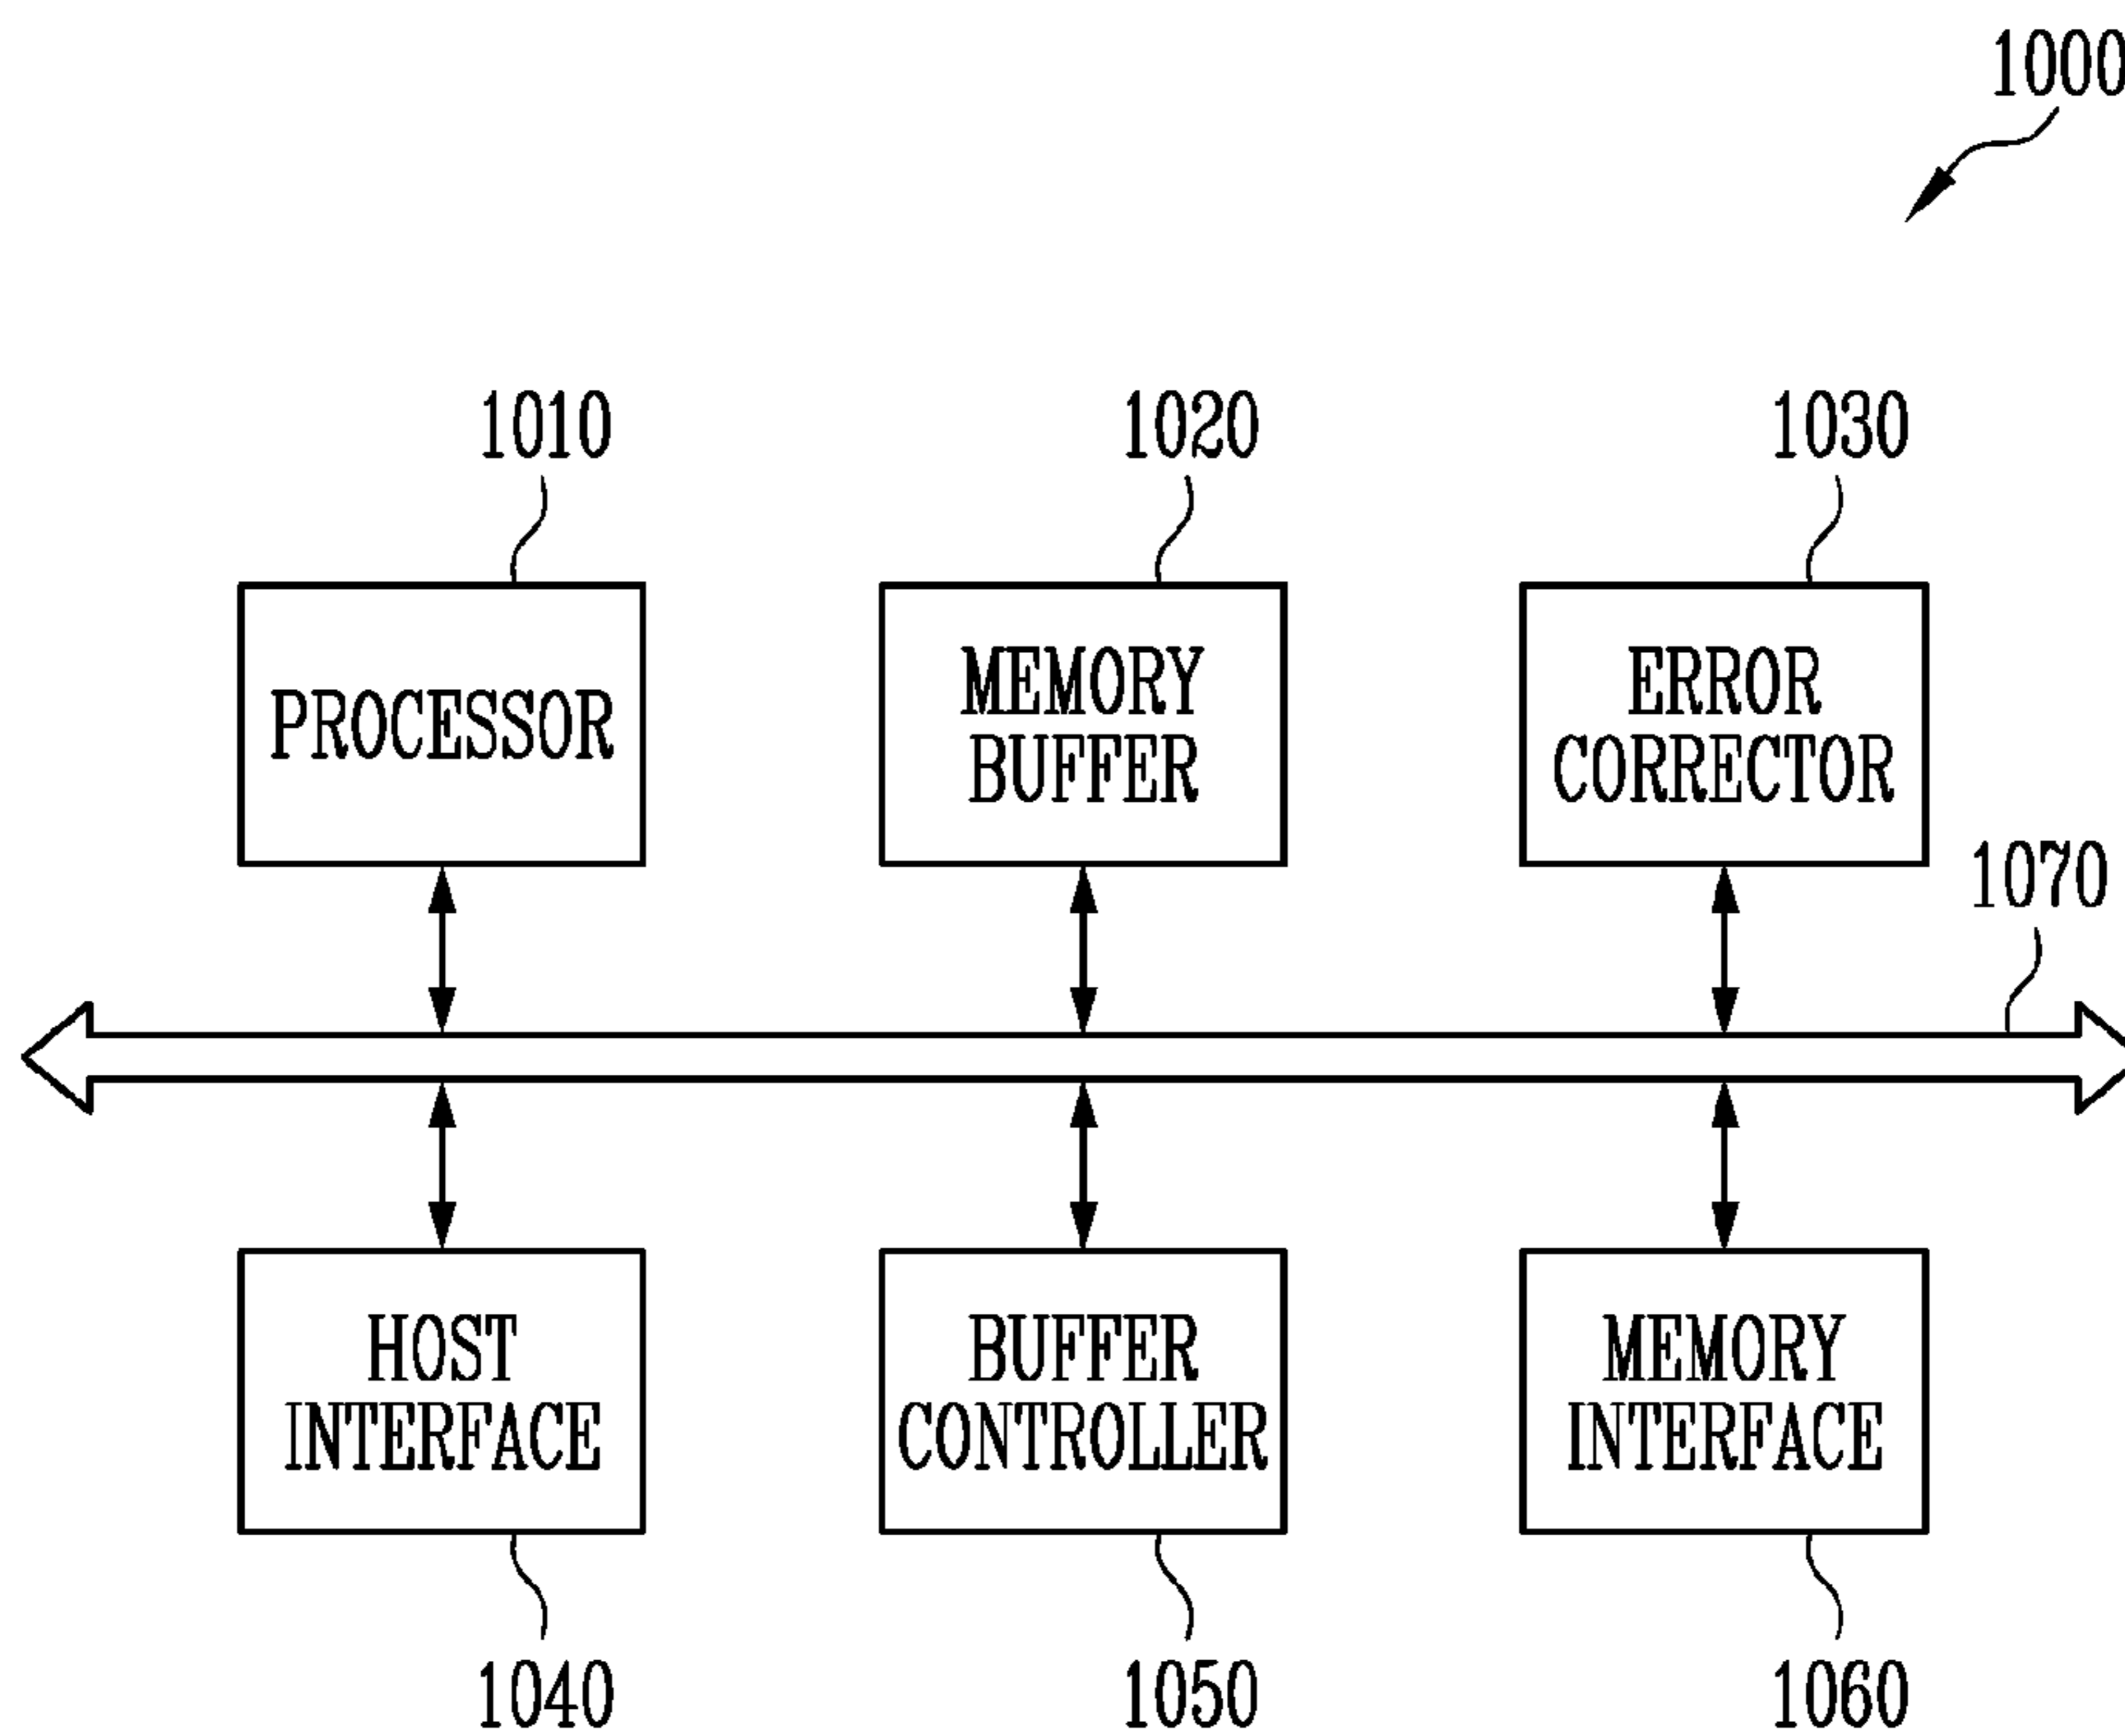 1000
1010
1020
1030
PROCESSOR
MEMORY
BUFFER
ERROR
CORRECTOR
1070
HOST
INTERFACE
BUFFER
CONTROLLER
MEMORY
INTERFACE
1040
1050
1060